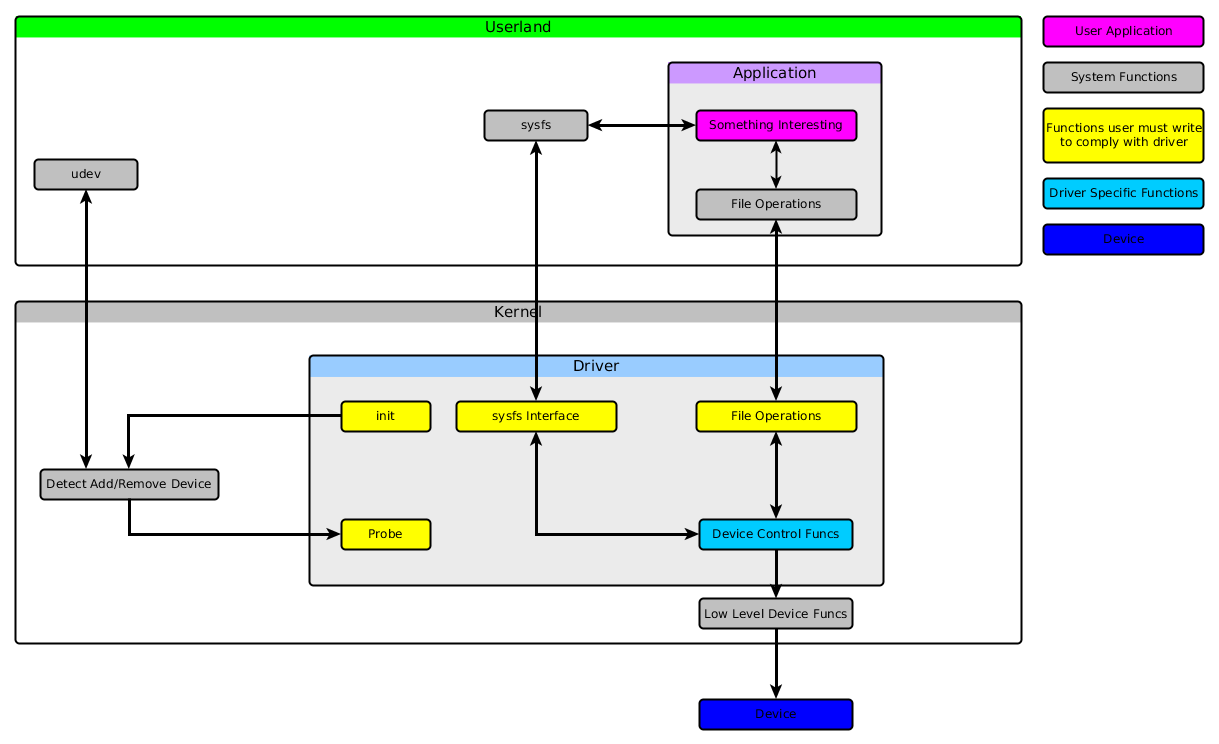 Userland
User Application
Application
System Functions
sysfs
Something Interesting
Functions user must write
to comply with driver
udev
Driver Specific Functions
File Operations
Device
Kernel
Driver
init
sysfs Interface
File Operations
Detect Add/Remove Device
Probe
Device Control Funcs
Low Level Device Funcs
Device